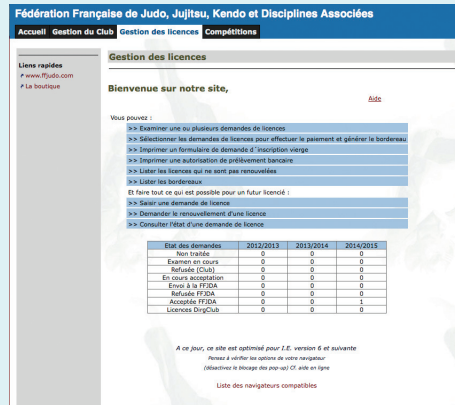 Fédération Française de Judo, Jujitsu, Kendo et Disciplines Associées
Accueil Gestion du Club Gestion des licences Compétitions
Liens rapides
www.ffjudo.com
La boutique
Gestion des licences
Bienvenue sur notre site,
Aide
Vous pouvez :
>> Examiner une ou plusieurs demandes de licences
>> Sélectionner les demandes de licences pour effectuer le paiement et générer le bordereau
>> Imprimer un formulaire de demande d´inscription vierge
>> Imprimer une autorisation de prélèvement bancaire
>> Lister les licences qui ne sont pas renouvelées
>> Lister les bordereaux
Et faire tout ce qui est possible pour un futur licencié :
>> Saisir une demande de licence
>> Demander le renouvellement d'une licence
>> Consulter l'état d'une demande de licence
Etat des demandes 2012/2013 2013/2014 2014/2015
Non traitée 0 0 0
Examen en cours 0 0 0
Refusée (Club) 0 0 0
En cours acceptation 0 0 0
Envoi à la FFJDA 0 0 0
Refusée FFJDA 0 0 0
Acceptée FFJDA 0 0 1
Licences DirgClub 0 0 0
A ce jour, ce site est optimisé pour I.E. version 6 et suivante
Pensez à vérifier les options de votre navigateur
(désactivez le blocage des pop-up) Cf. aide en ligne
Liste des navigateurs compatibles